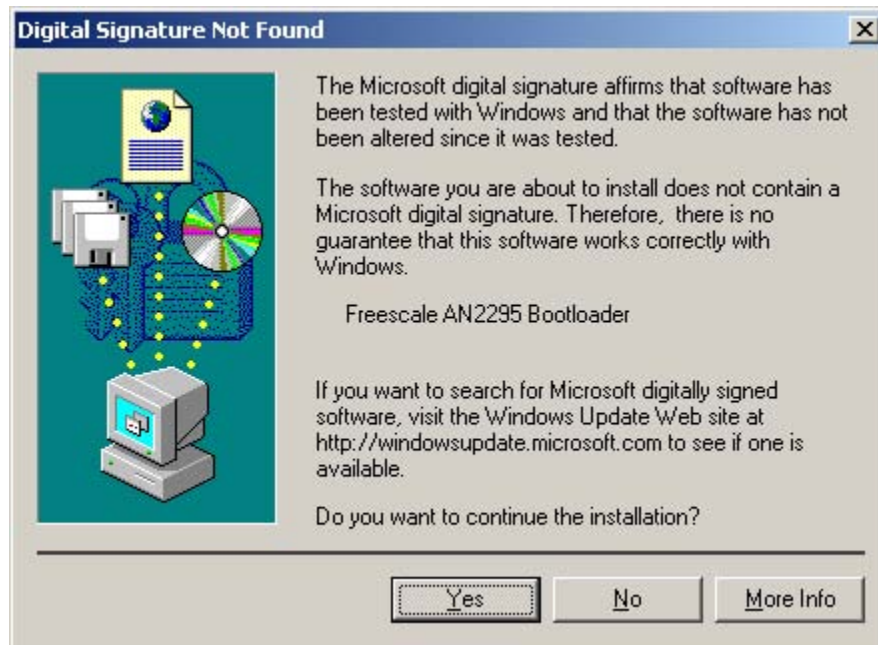 Digital Signature Not Found
The Microsoft digital signature affirms that software has
been tested with Windows and that the software has not
been altered since it was tested.
The software you are about to install does not contain a
Microsoft digital signature. Therefore,  there is no
guarantee that this software works correctly with
Windows.
Freescale AN2295 Bootloader
If you want to search for Microsoft digitally signed
software, visit the Windows Update Web site at
http://windowsupdate.microsoft.com to see if one is
available.
Do you want to continue the installation?
Yes
No
More Info